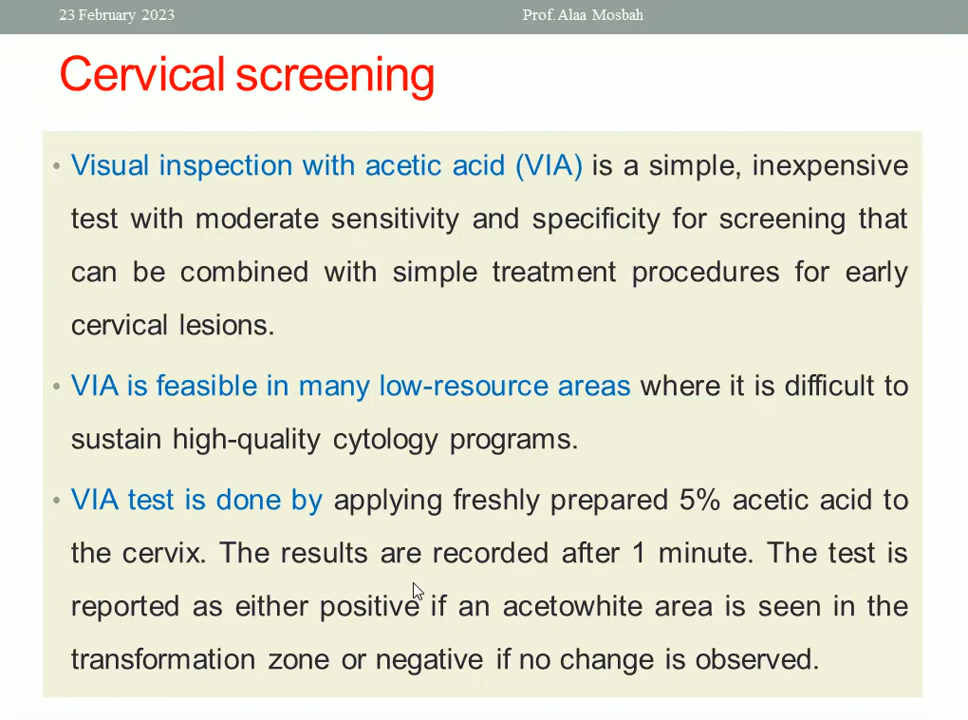 23 February 2023
Prof. Alaa Mosbah
Cervical screening
• Visual inspection with acetic acid (VIA) is a simple, inexpensive
test with moderate sensitivity and specificity for screening that
can be combined with simple treatment procedures for early
cervical lesions.
• VIA is feasible in many low-resource areas where it is difficult to
sustain high-quality cytology programs.
• VIA test is done by applying freshly prepared 5% acetic acid to
the cervix. The results are recorded after 1 minute. The test is
reported as either positive if an acetowhite area is seen in the
transformation zone or negative if no change is observed.